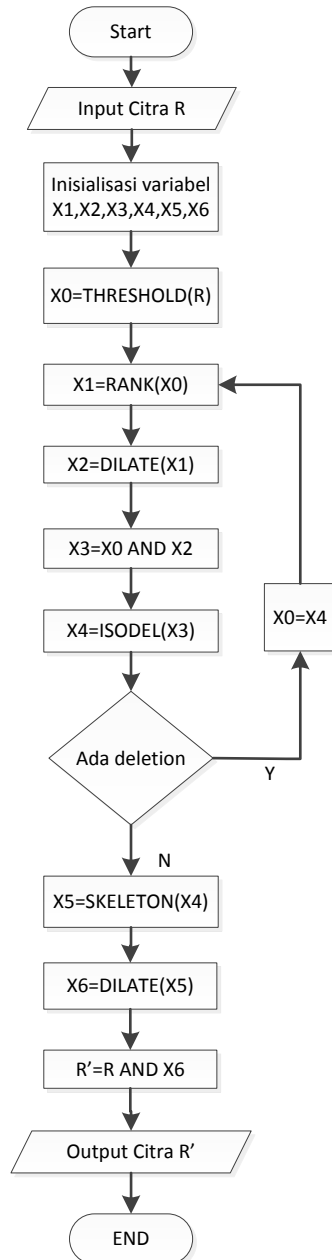 Start
Input Citra R
Inisialisasi variabel
X1,X2,X3,X4,X5,X6
X0=THRESHOLD(R)
X1=RANK(X0)
X2=DILATE(X1)
X3=X0 AND X2
X4=ISODEL(X3)
X0=X4
Ada deletion
Y
N
X5=SKELETON(X4)
X6=DILATE(X5)
R’=R AND X6
Output Citra R’
END